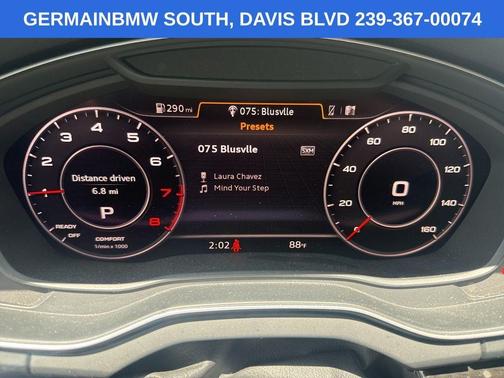 GERMAINBMW SOUTH, DAVIS BLVD 239-367-00074
290 mi
075: Blusvlle
Presets
075 Blusvlle
SXM
Laura Chavez
Mind Your Step
2:02
88°F
1 2 3 4 5 6 7 8
Distance driven
6.8 mi
P
READY
OFF
COMFORT
1/min x 1000
0 20 40 60 80 100 120 140 160
0
MPH